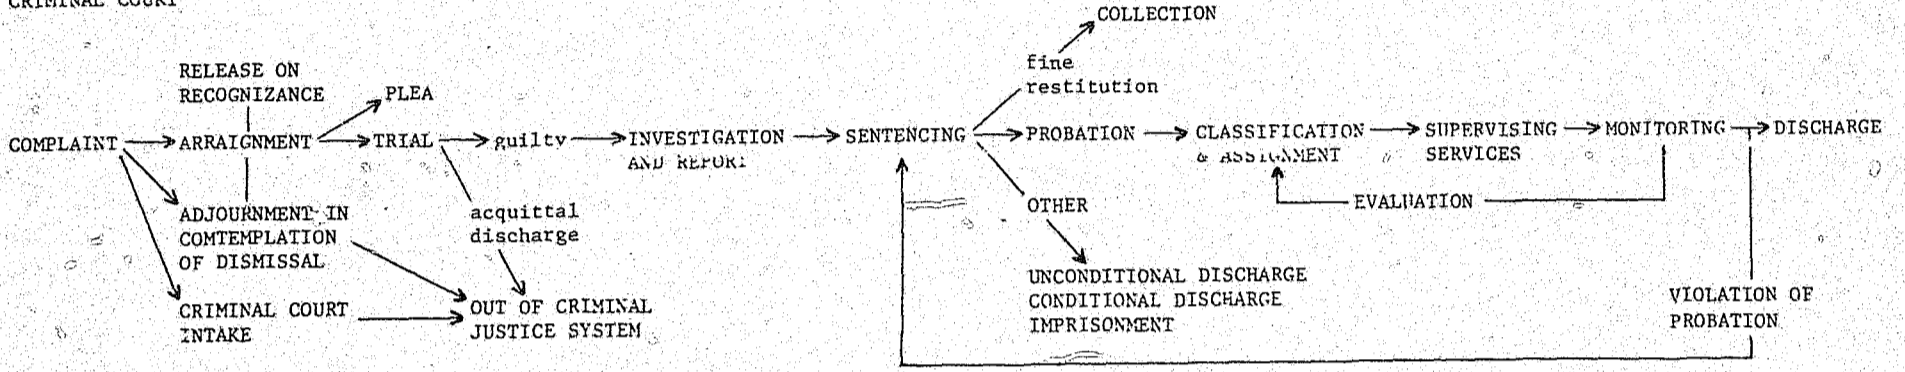 CRIMINAL COURT
COLLECTION
fine
restitution
RELEASE ON
RECOGNIZANCE
PLEA
COMPLAINT
ARRAIGNMENT
TRIAL
guilty
INVESTIGATION
AND REPORT
SENTENCING
PROBATION
CLASSIFICATION
& ASSIGNMENT
SUPERVISING
SERVICES
MONITORING
DISCHARGE
EVALUATION
ADJOURNMENT IN
COMTEMPLATION
OF DISMISSAL
acquittal
discharge
OTHER
CRIMINAL COURT
INTAKE
OUT OF CRIMINAL
JUSTICE SYSTEM
UNCONDITIONAL DISCHARGE
CONDITIONAL DISCHARGE
IMPRISONMENT
VIOLATION OF
PROBATION